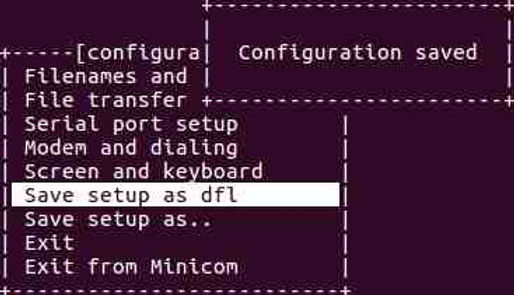 Configuration saved
[configura
Filenames and
File transfer
Serial port setup
Modem and dialing
Screen and keyboard
Save setup as dfl
Save setup as..
Exit
Exit from Minicom